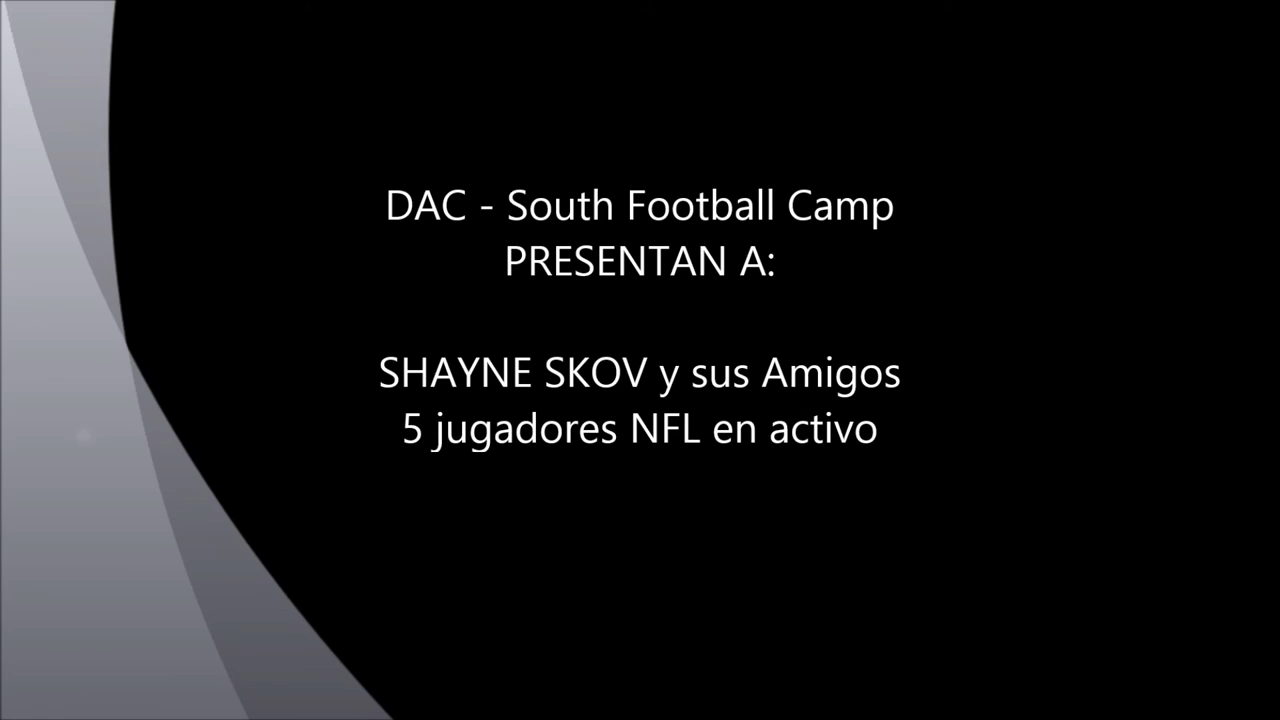 DAC - South Football Camp
PRESENTAN A:
SHAYNE SKOV y sus Amigos
5 jugadores NFL en activo